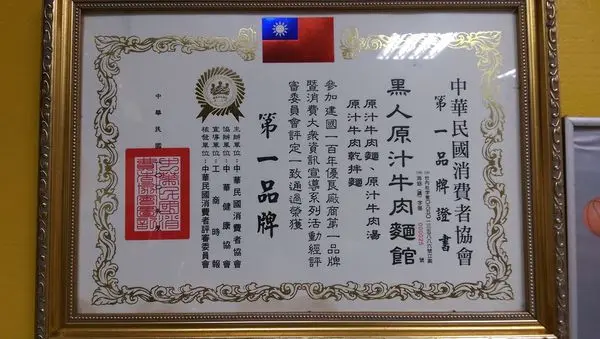 中華民國消費者協會
第一品牌證書
黑人原汁牛肉麵館
原汁牛肉麵、原汁牛肉湯
原汁牛肉乾拌麵
參加建國一百年優良廠商第一品牌
暨消費大衆資訊宣導系列活動經評
審委員會評定一致通過榮獲
第一品牌
主辦單位:中華民國消費者協會
協辦單位:中華健康協會
宣導單位:工商時報
核發單位:中華民國消費者評審委員會
中華民國